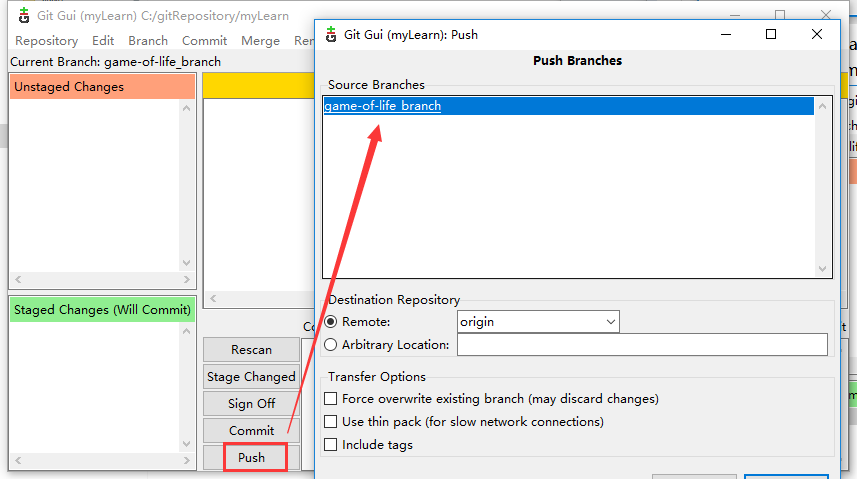 Git Gui (myLearn) C:/gitRepository/myLearn
Repository Edit Branch Commit Merge
Current Branch: game-of-life_branch
Unstaged Changes
Staged Changes (Will Commit)
Rescan
Stage Changed
Sign Off
Commit
Push
Git Gui (myLearn): Push
Push Branches
Source Branches
game-of-life_branch
Destination Repository
Remote: origin
Arbitrary Location:
Transfer Options
Force overwrite existing branch (may discard changes)
Use thin pack (for slow network connections)
Include tags